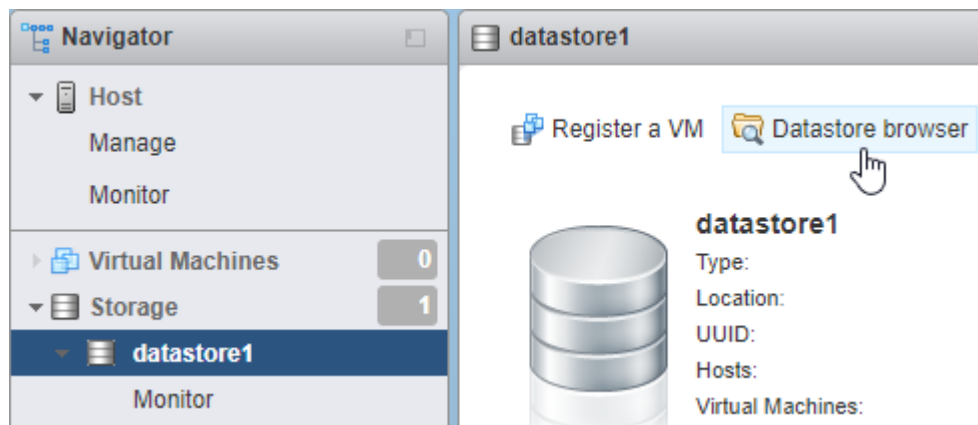 Navigator
Host
Manage
Monitor
Virtual Machines 0
Storage 1
datastore1
Monitor
datastore1
Register a VM Datastore browser
datastore1
Type:
Location:
UUID:
Hosts:
Virtual Machines: